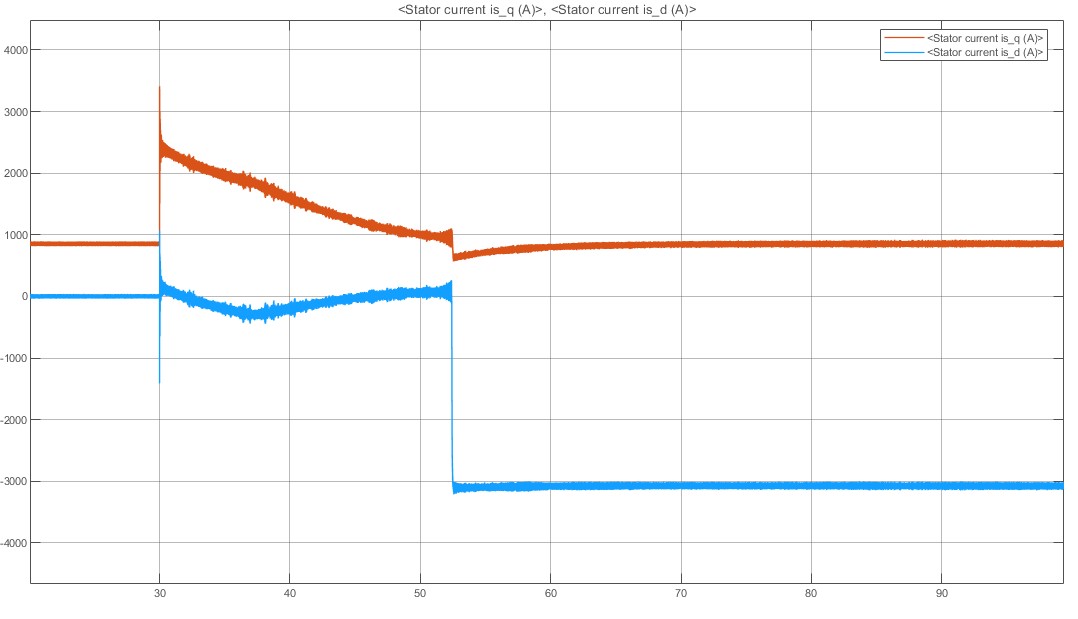 <Stator current is_q (A)>, <Stator current is_d (A)>
<Stator current is_q (A)>
<Stator current is_d (A)>
4000
3000
2000
1000
0
-1000
-2000
-3000
-4000
30 40 50 60 70 80 90